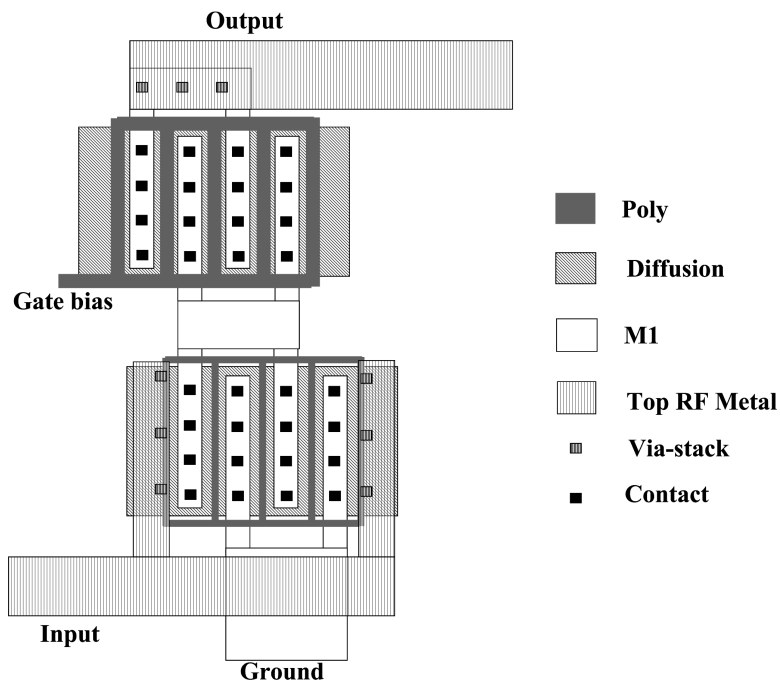 Output
Poly
Diffusion
Gate bias
M1
Top RF Metal
Via-stack
Contact
Input
Ground